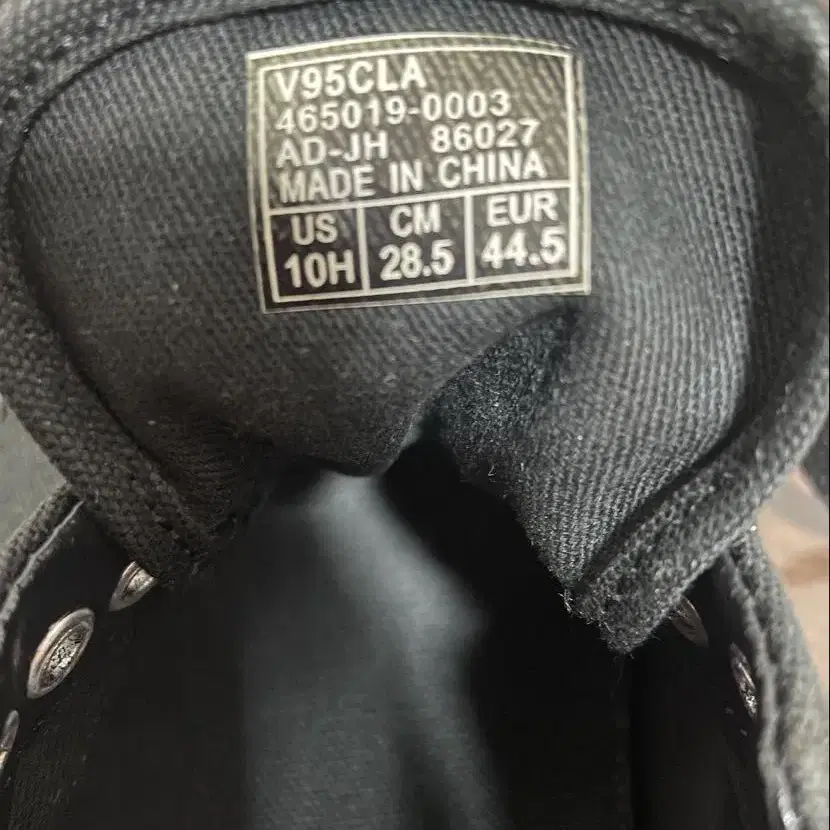 V95CLA
465019-0003
AD-JH 86027
MADE IN CHINA
US CM EUR
10H 28.5 44.5